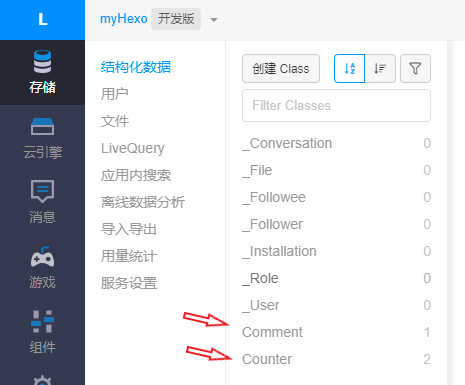 L
myHexo 开发版
存储
云引擎
消息
游戏
组件
结构化数据
用户
文件
LiveQuery
应用内搜索
离线数据分析
导入导出
用量统计
服务设置
创建 Class
Filter Classes
_Conversation 0
_File 0
_Followee 0
_Follower 0
_Installation 0
_Role 0
_User 0
Comment 1
Counter 2